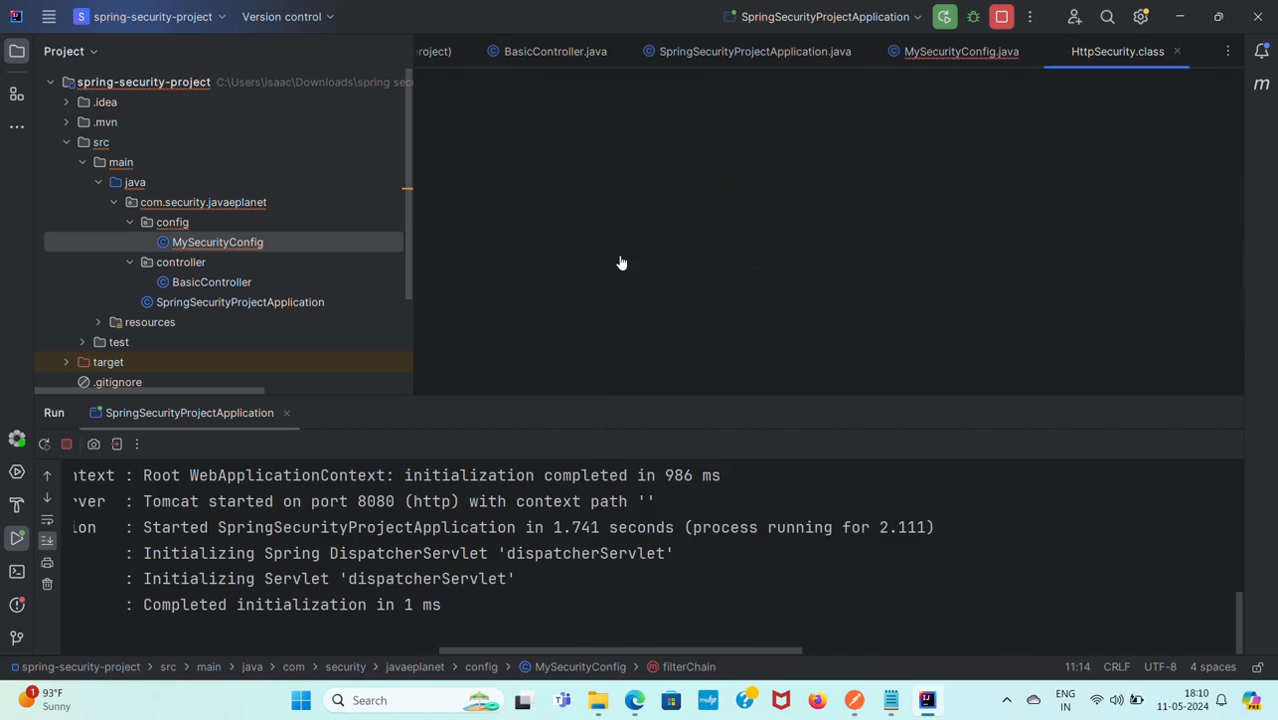 S spring-security-project Version control SpringSecurityProjectApplication
Project
roject) BasicController.java SpringSecurityProjectApplication.java MySecurityConfig.java HttpSecurity.class
spring-security-project C:\Users\isaac\Downloads\spring sec
.idea
.mvn
src
main
java
com.security.javaeplanet
config
MySecurityConfig
controller
BasicController
SpringSecurityProjectApplication
resources
test
target
.gitignore
Run SpringSecurityProjectApplication
ntext : Root WebApplicationContext: initialization completed in 986 ms
rver : Tomcat started on port 8080 (http) with context path ''
ion : Started SpringSecurityProjectApplication in 1.741 seconds (process running for 2.111)
: Initializing Spring DispatcherServlet 'dispatcherServlet'
: Initializing Servlet 'dispatcherServlet'
: Completed initialization in 1 ms
spring-security-project > src > main > java > com > security > javaeplanet > config > MySecurityConfig > filterChain 11:14 CRLF UTF-8 4 spaces
1 93°F
Sunny
Search
ENG
IN
18:10
11-05-2024
PRE